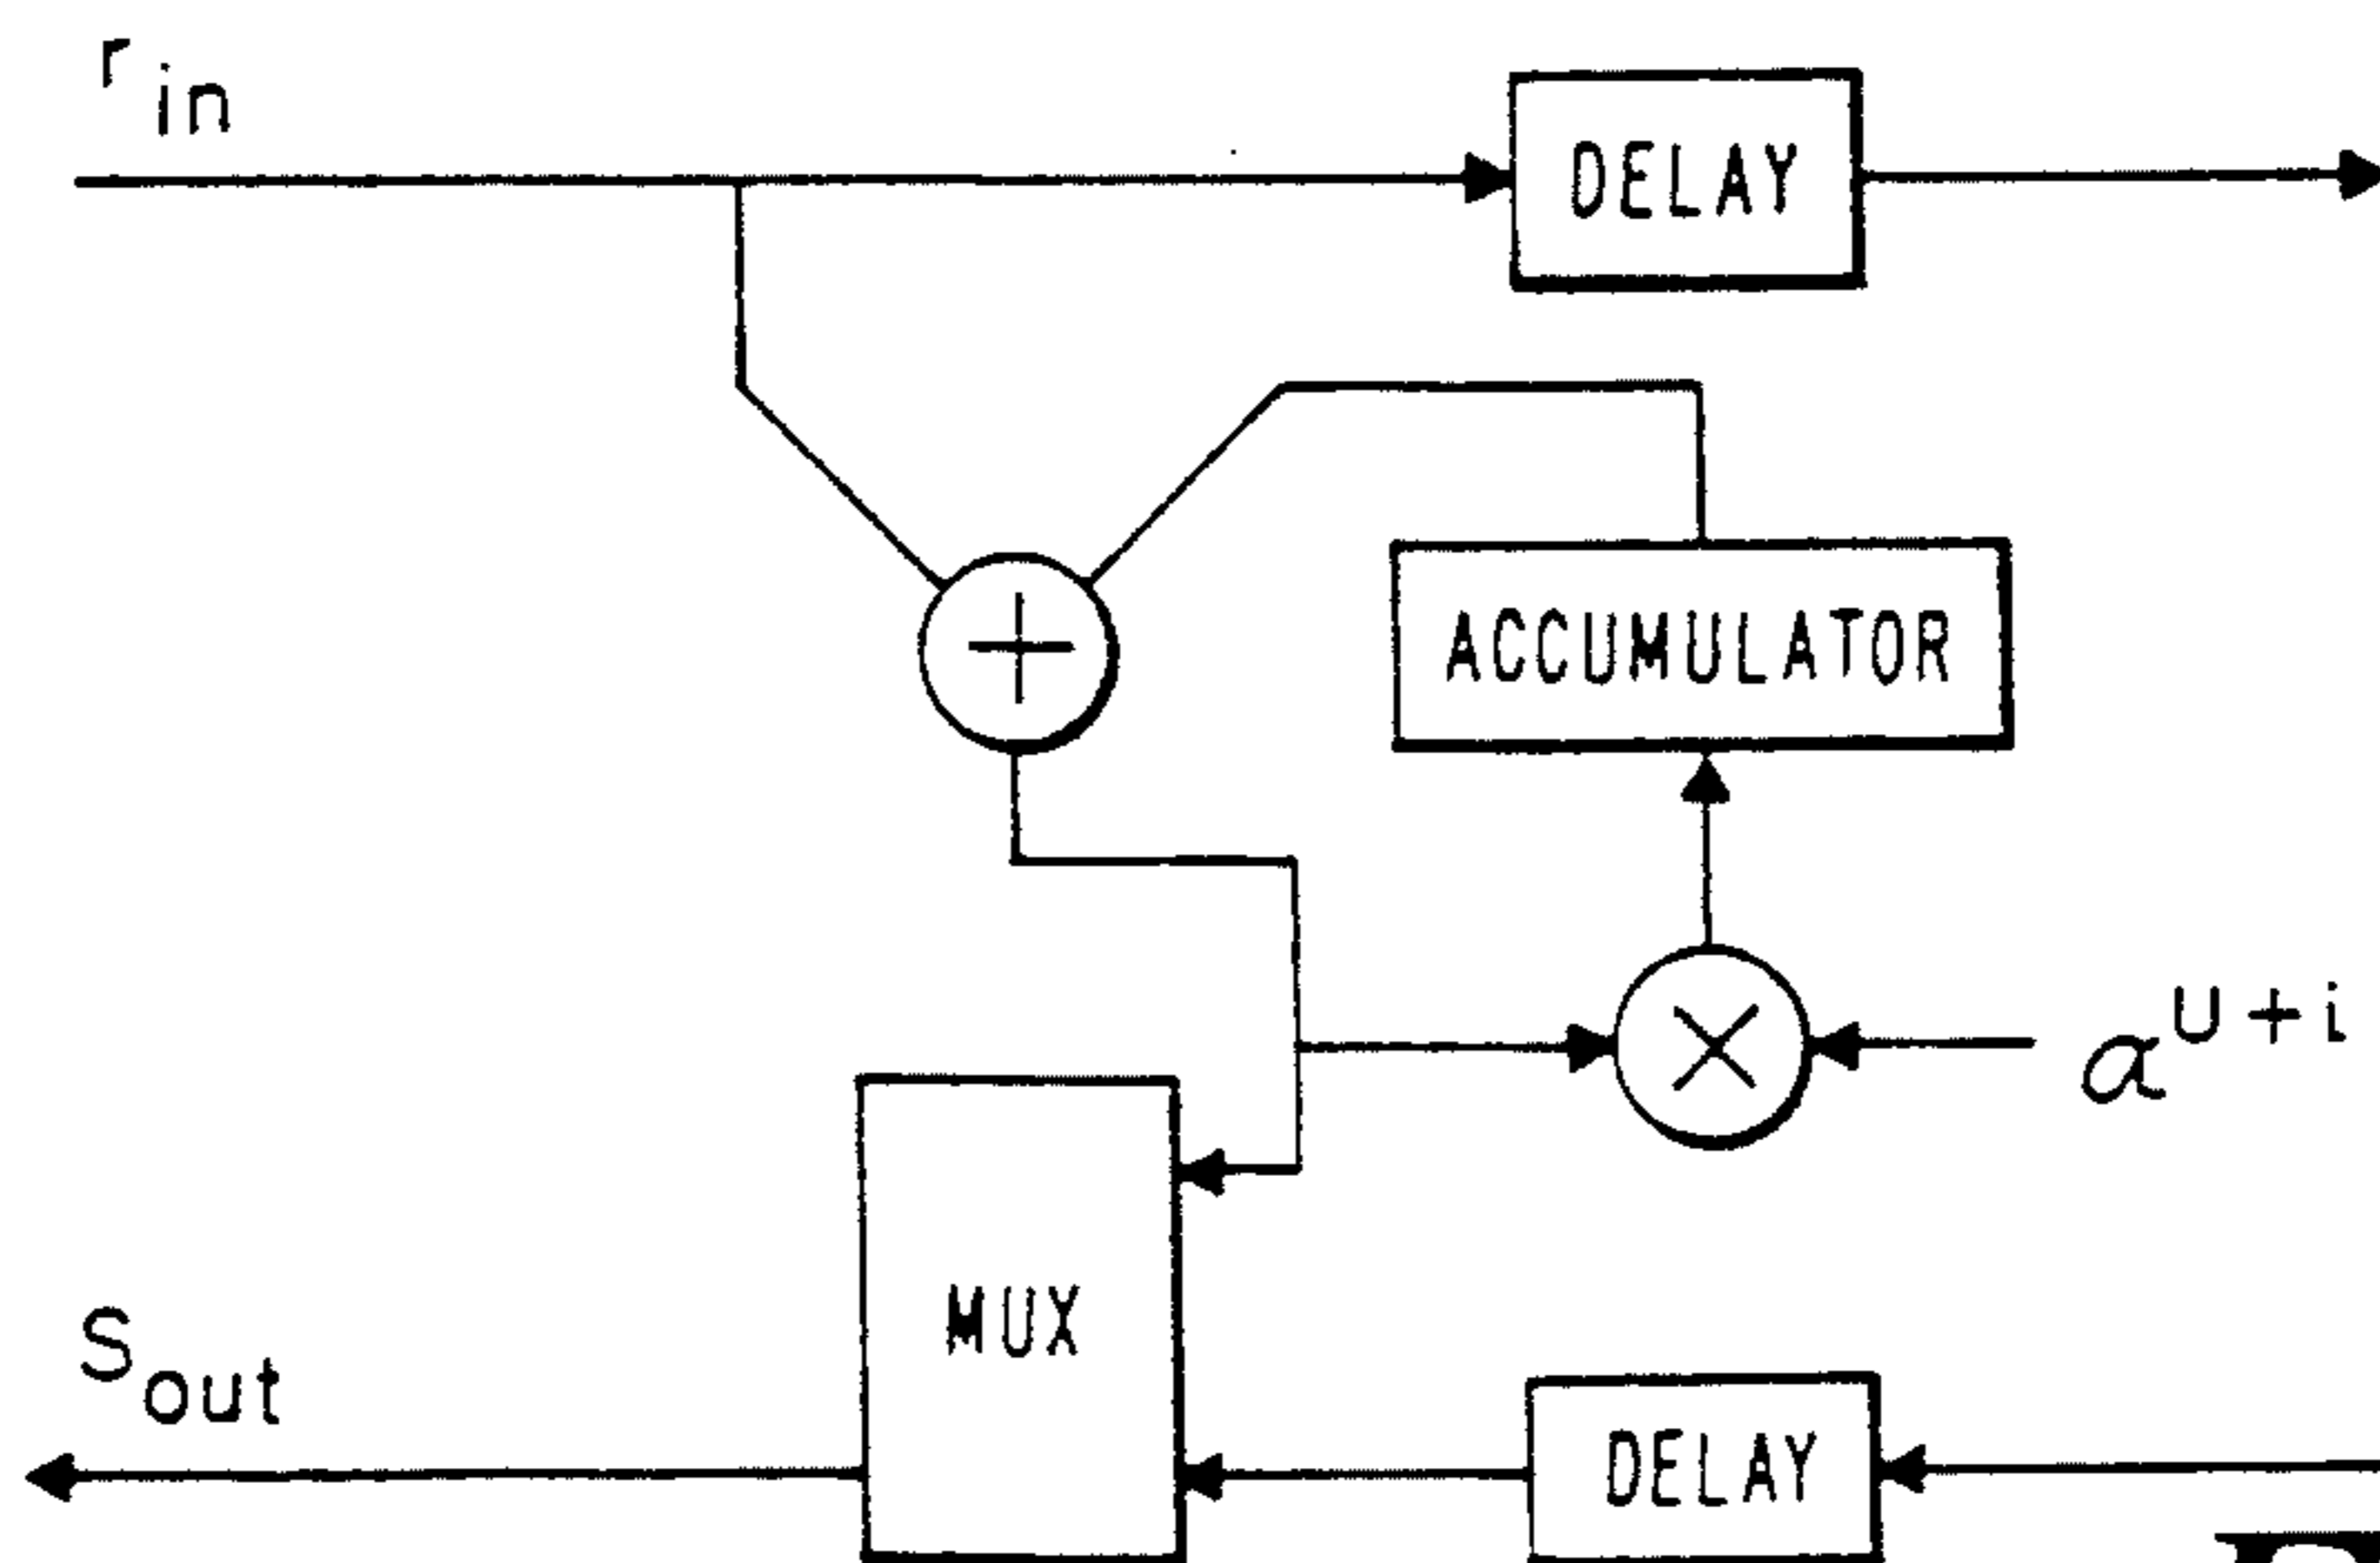 r in
DELAY
+
ACCUMULATOR
×
α u+i
MUX
S out
DELAY